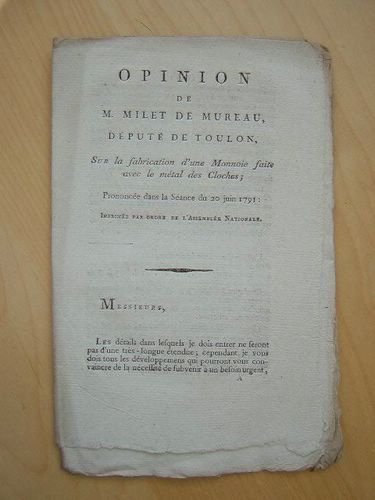 OPINION
DE
M. MILET DE MUREAU,
DÉPUTÉ DE TOULON,
SUR la fabrication d'une Monnoie faite
avec le métal des Cloches;
Prononcée dans la Séance du 20 juin 1791:
IMPRIMÉE PAR ORDRE DE L'ASSEMBLÉE NATIONALE.
MESSIEURS,
LES détails dans lesquels je dois entrer ne seront
pas d'une très-longue étendue; cependant je vous
dois tous les développemens qui pourront vous con-
vaincre de la nécessité de subvenir à un besoin urgent,
A